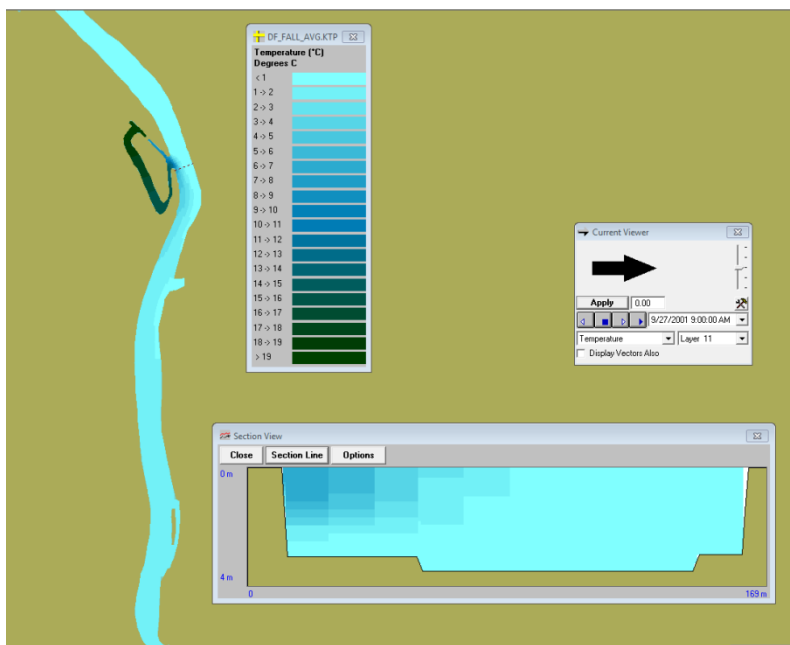 DF_FALL_AVG.KTP
Temperature (°C)
Degrees C
< 1
1 -> 2
2 -> 3
3 -> 4
4 -> 5
5 -> 6
6 -> 7
7 -> 8
8 -> 9
9 -> 10
10 -> 11
11 -> 12
12 -> 13
13 -> 14
14 -> 15
15 -> 16
16 -> 17
17 -> 18
18 -> 19
> 19
Current Viewer
Apply 0.00
9/27/2001 9:00:00 AM
Temperature Layer 11
Display Vectors Also
Section View
Close Section Line Options
0 m
4 m
0 169 m